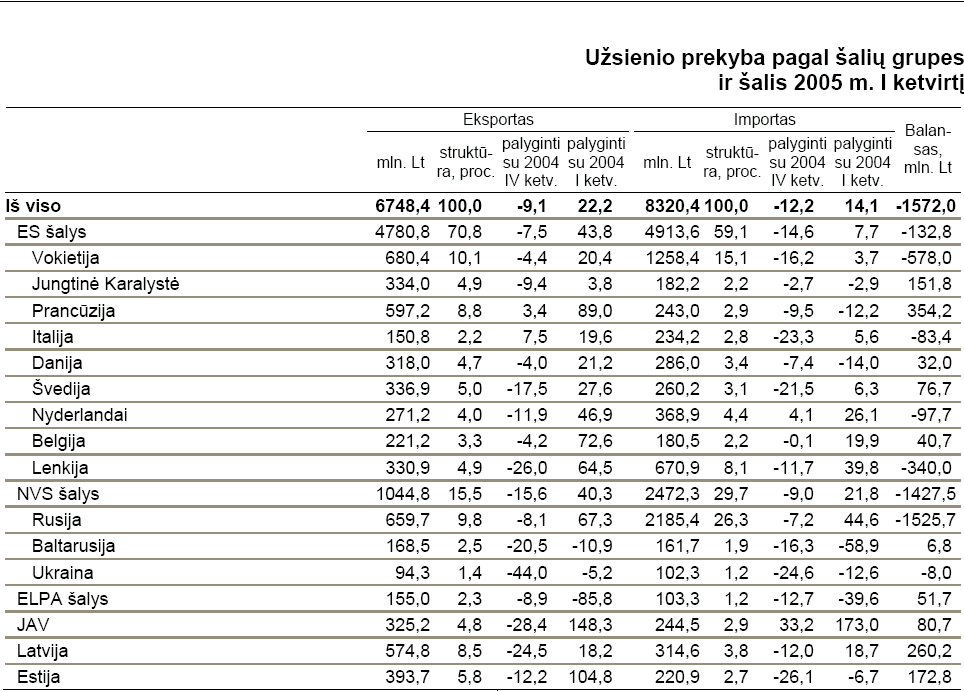 Užsienio prekyba pagal šalių grupes
ir šalis 2005 m. I ketvirtį
Eksportas Importas Balan-
sas,
mln. Lt
mln. Lt struktū-
ra, proc. palyginti
su 2004
IV ketv. palyginti
su 2004
I ketv. mln. Lt struktū-
ra, proc. palyginti
su 2004
IV ketv. palyginti
su 2004
I ketv.
Iš viso 6748,4 100,0 -9,1 22,2 8320,4 100,0 -12,2 14,1 -1572,0
ES šalys 4780,8 70,8 -7,5 43,8 4913,6 59,1 -14,6 7,7 -132,8
Vokietija 680,4 10,1 -4,4 20,4 1258,4 15,1 -16,2 3,7 -578,0
Jungtinė Karalystė 334,0 4,9 -9,4 3,8 182,2 2,2 -2,7 -2,9 151,8
Prancūzija 597,2 8,8 3,4 89,0 243,0 2,9 -9,5 -12,2 354,2
Italija 150,8 2,2 7,5 19,6 234,2 2,8 -23,3 5,6 -83,4
Danija 318,0 4,7 -4,0 21,2 286,0 3,4 -7,4 -14,0 32,0
Švedija 336,9 5,0 -17,5 27,6 260,2 3,1 -21,5 6,3 76,7
Nyderlandai 271,2 4,0 -11,9 46,9 368,9 4,4 4,1 26,1 -97,7
Belgija 221,2 3,3 -4,2 72,6 180,5 2,2 -0,1 19,9 40,7
Lenkija 330,9 4,9 -26,0 64,5 670,9 8,1 -11,7 39,8 -340,0
NVS šalys 1044,8 15,5 -15,6 40,3 2472,3 29,7 -9,0 21,8 -1427,5
Rusija 659,7 9,8 -8,1 67,3 2185,4 26,3 -7,2 44,6 -1525,7
Baltarusija 168,5 2,5 -20,5 -10,9 161,7 1,9 -16,3 -58,9 6,8
Ukraina 94,3 1,4 -44,0 -5,2 102,3 1,2 -24,6 -12,6 -8,0
ELPA šalys 155,0 2,3 -8,9 -85,8 103,3 1,2 -12,7 -39,6 51,7
JAV 325,2 4,8 -28,4 148,3 244,5 2,9 33,2 173,0 80,7
Latvija 574,8 8,5 -24,5 18,2 314,6 3,8 -12,0 18,7 260,2
Estija 393,7 5,8 -12,2 104,8 220,9 2,7 -26,1 -6,7 172,8